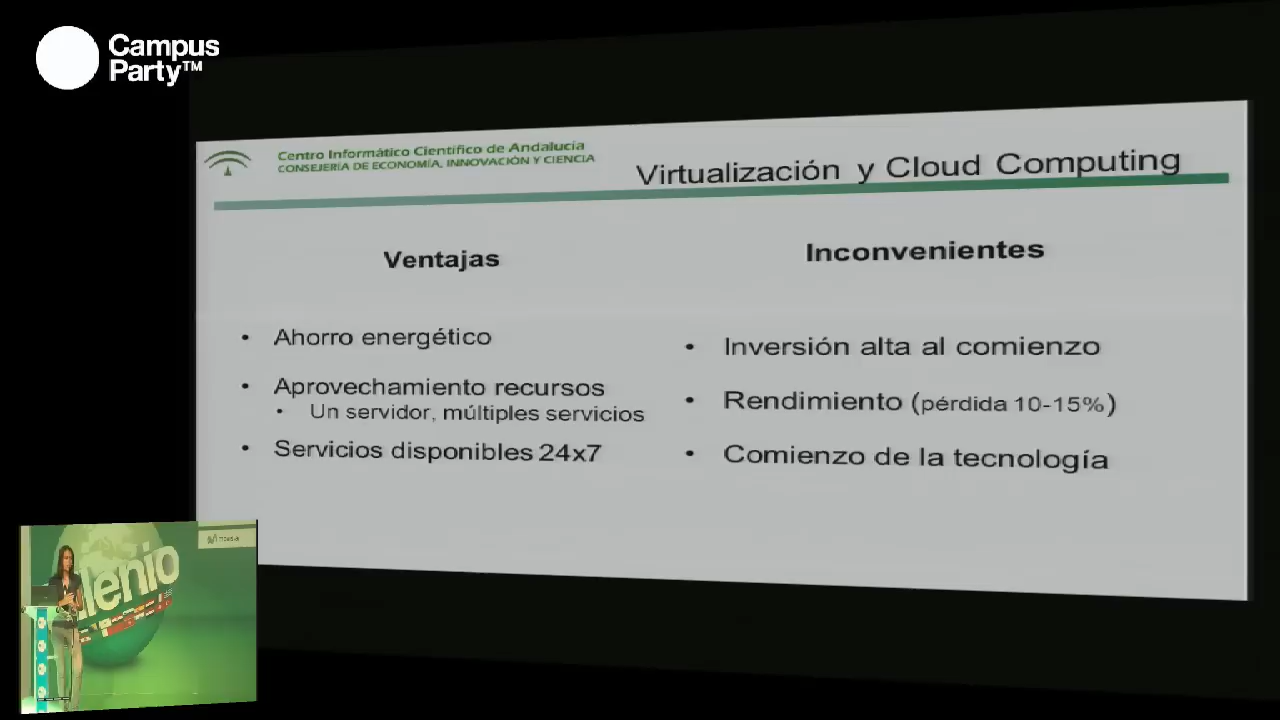 Campus
Party™
Centro Informático Científico de Andalucía
CONSEJERÍA DE ECONOMÍA, INNOVACIÓN Y CIENCIA
Virtualización y Cloud Computing
Ventajas
Inconvenientes
• Ahorro energético
• Aprovechamiento recursos
• Un servidor, múltiples servicios
• Servicios disponibles 24x7
• Inversión alta al comienzo
• Rendimiento (pérdida 10-15%)
• Comienzo de la tecnología
lenio